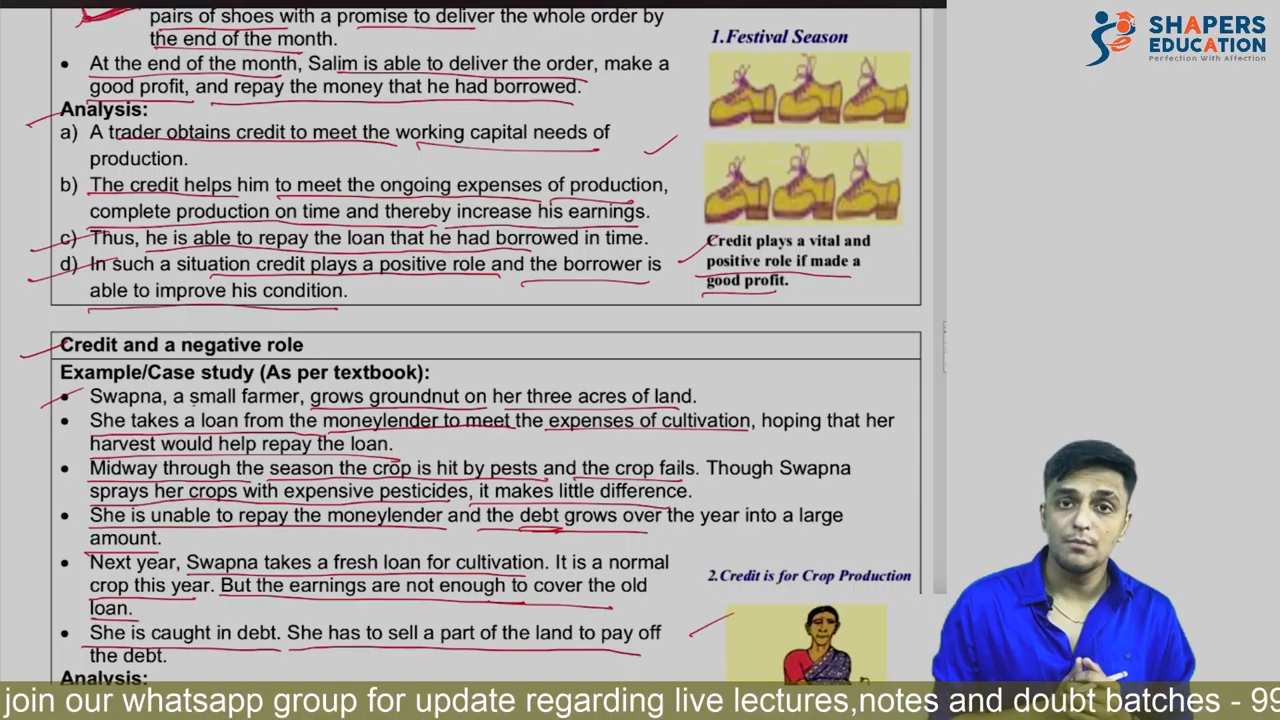 pairs of shoes with a promise to deliver the whole order by
the end of the month.
• At the end of the month, Salim is able to deliver the order, make a
good profit, and repay the money that he had borrowed.
Analysis:
a) A trader obtains credit to meet the working capital needs of
production.
b) The credit helps him to meet the ongoing expenses of production,
complete production on time and thereby increase his earnings.
c) Thus, he is able to repay the loan that he had borrowed in time.
d) In such a situation credit plays a positive role and the borrower is
able to improve his condition.
1.Festival Season
Credit plays a vital and
positive role if made a
good profit.
SHAPERS
EDUCATION
Perfection With Affection
Credit and a negative role
Example/Case study (As per textbook):
• Swapna, a small farmer, grows groundnut on her three acres of land.
• She takes a loan from the moneylender to meet the expenses of cultivation, hoping that her
harvest would help repay the loan.
• Midway through the season the crop is hit by pests and the crop fails. Though Swapna
sprays her crops with expensive pesticides, it makes little difference.
• She is unable to repay the moneylender and the debt grows over the year into a large
amount.
• Next year, Swapna takes a fresh loan for cultivation. It is a normal
crop this year. But the earnings are not enough to cover the old
loan.
• She is caught in debt. She has to sell a part of the land to pay off
the debt.
2.Credit is for Crop Production
Analysis:
join our whatsapp group for update regarding live lectures,notes and doubt batches - 99